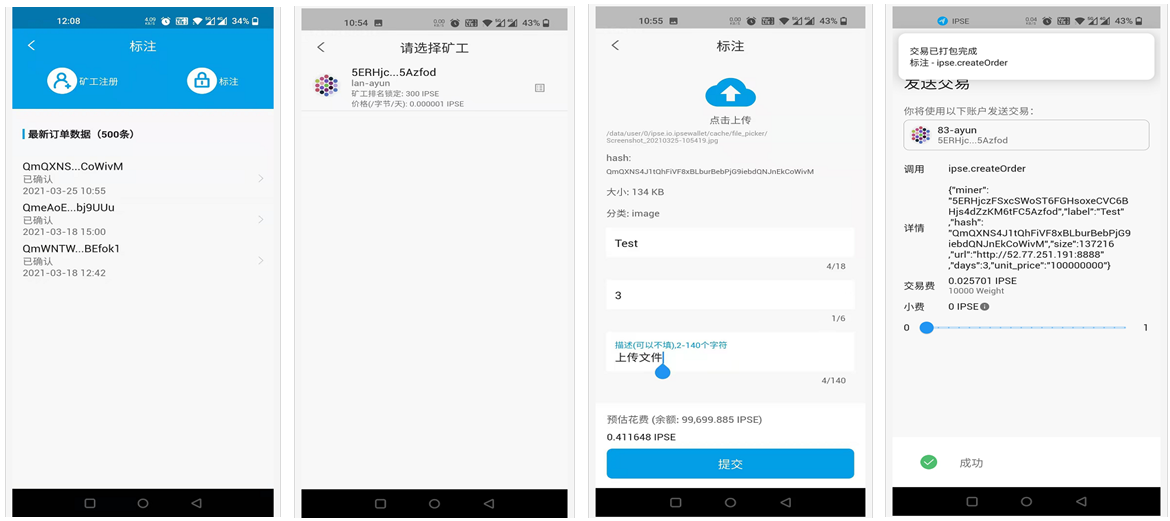 12:08
34%
标注
矿工注册
标注
最新订单数据（500条）
QmQXNS...CoWivM
已确认
2021-03-25 10:55
QmeAoE...bj9UUu
已确认
2021-03-18 15:00
QmWNTW...BEfok1
已确认
2021-03-18 12:42
10:54
43%
请选择矿工
5ERHjc...5Azfod
lan-ayun
矿工排名锁定: 300 IPSE
价格(/字节/天): 0.000001 IPSE
10:55
43%
标注
点击上传
/data/user/0/ipse.io.ipsewallet/cache/file_picker/
Screenshot_20210325-105419.jpg
hash:
QmQXNS4J1tQhFiVF8xBLburBebPjG9iebdQNJnEkCoWivM
大小: 134 KB
分类: image
Test
4/18
3
1/6
描述(可以不填),2-140个字符
上传文件
4/140
预估花费 (余额: 99,699.885 IPSE)
0.411648 IPSE
提交
IPSE
43%
交易已打包完成
标注 - ipse.createOrder
发送交易
你将使用以下账户发送交易:
83-ayun
5ERHjc...5Azfod
调用 ipse.createOrder
详情
{"miner":
"5ERHjczFSxcSWoST6FGHsoxeCVC6B
Hjs4dZzKM6tFC5Azfod","label":"Test"
,"hash":
"QmQXNS4J1tQhFiVF8xBLburBebPjG9
iebdQNJnEkCoWivM","size":137216
,"url":"http://52.77.251.191:8888"
,"days":3,"unit_price":"100000000"}
交易费 0.025701 IPSE
10000 Weight
小费 0 IPSE
0 1
成功